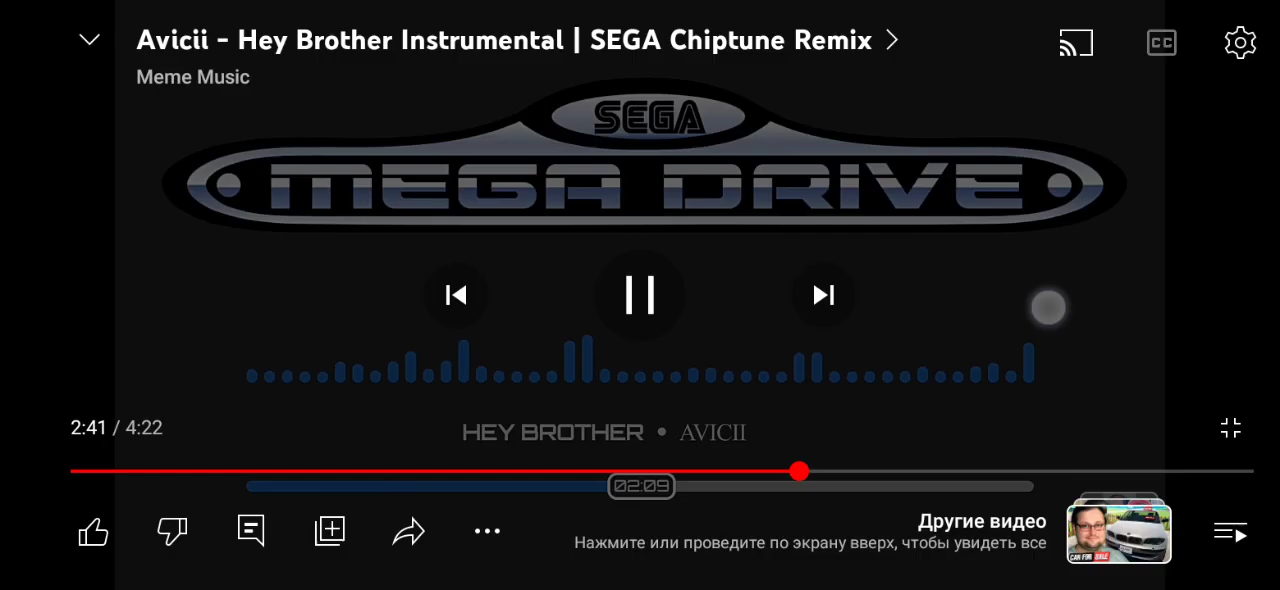 Avicii - Hey Brother Instrumental | SEGA Chiptune Remix
CC
Meme Music
SEGA
MEGA DRIVE
2:41 / 4:22
HEY BROTHER • AVICII
02:09
Другие видео
Нажмите или проведите по экрану вверх, чтобы увидеть все
CAR FOR SALE